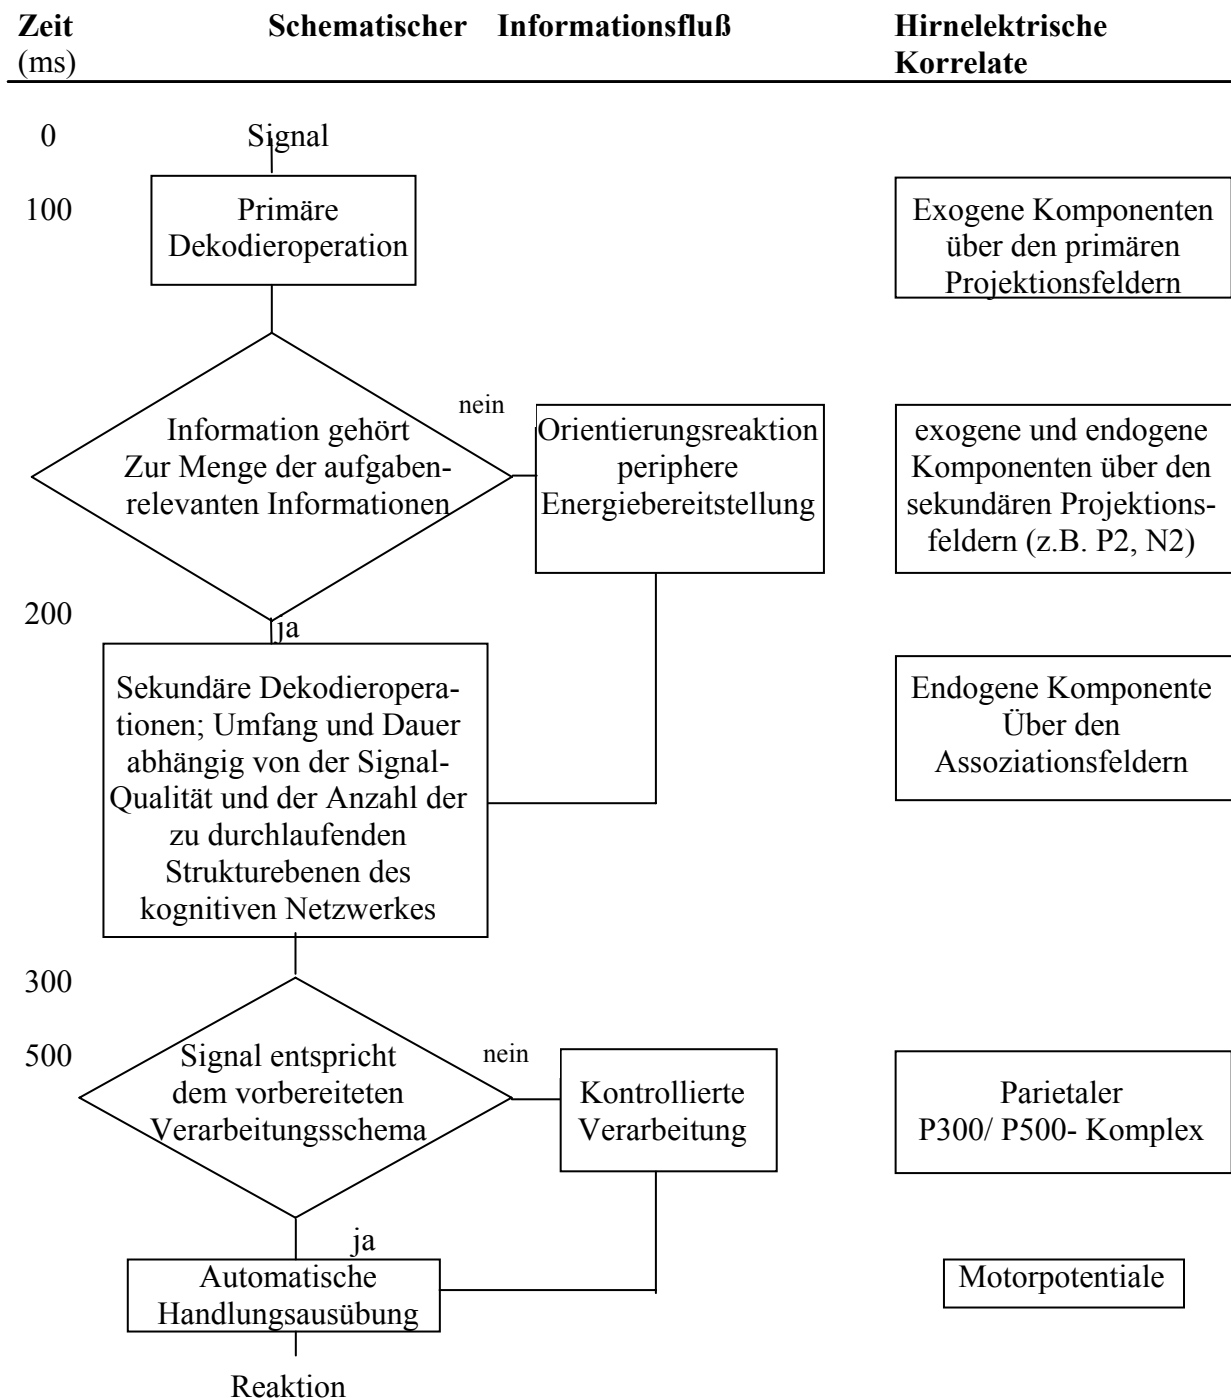 Zeit Schematischer Informationsfluß Hirnelektrische
(ms) Korrelate
0 Signal
100 Primäre
Dekodieroperation
Exogene Komponenten
über den primären
Projektionsfeldern
Information gehört
Zur Menge der aufgaben-
relevanten Informationen
nein
Orientierungsreaktion
periphere
Energiebereitstellung
exogene und endogene
Komponenten über den
sekundären Projektions-
feldern (z.B. P2, N2)
200
ja
Sekundäre Dekodieropera-
tionen; Umfang und Dauer
abhängig von der Signal-
Qualität und der Anzahl der
zu durchlaufenden
Strukturebenen des
kognitiven Netzwerkes
Endogene Komponente
Über den
Assoziationsfeldern
300
500
Signal entspricht
dem vorbereiteten
Verarbeitungsschema
nein
Kontrollierte
Verarbeitung
Parietaler
P300/ P500- Komplex
ja
Automatische
Handlungsausübung
Motorpotentiale
Reaktion